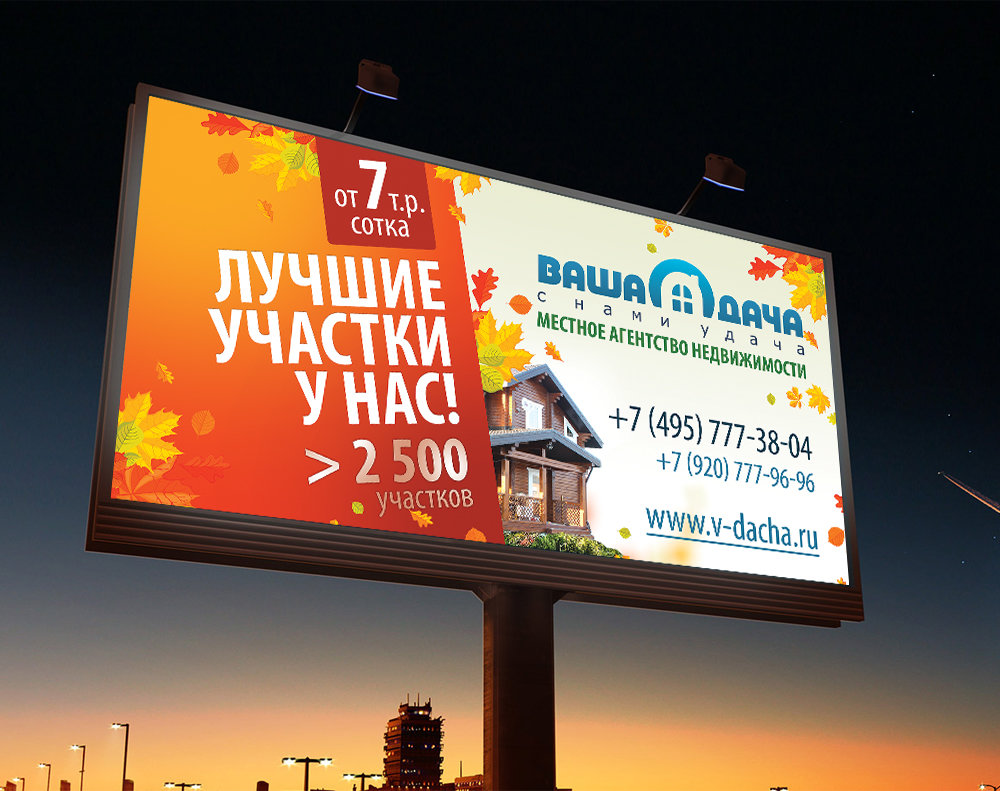 от 7 т.р.
сотка
ЛУЧШИЕ
УЧАСТКИ
У НАС!
> 2 500
участков
ВАША ДАЧА
с нами удача
МЕСТНОЕ АГЕНТСТВО НЕДВИЖИМОСТИ
+7 (495) 777-38-04
+7 (920) 777-96-96
www.v-dacha.ru